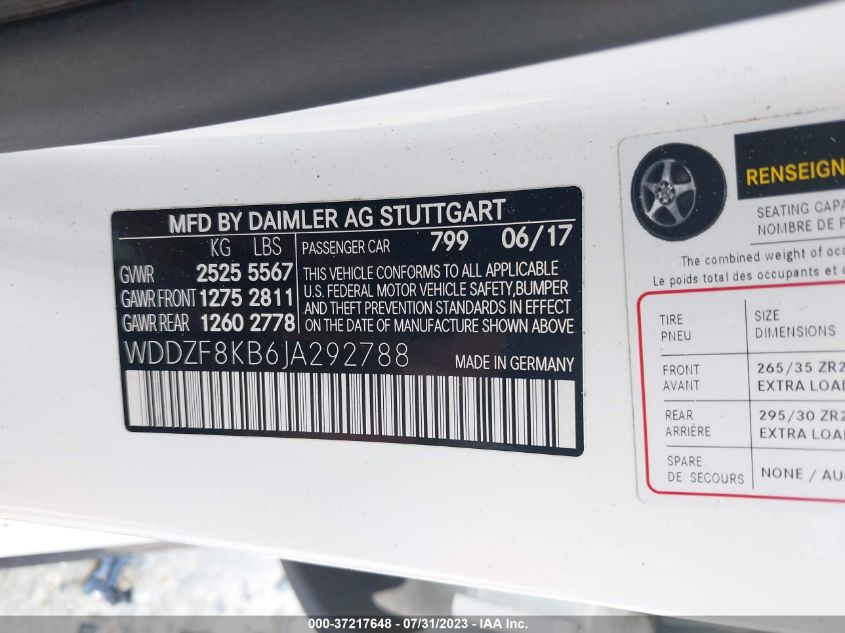 MFD BY DAIMLER AG STUTTGART
KG LBS PASSENGER CAR 799 06/17
GVWR 2525 5567
GAWR FRONT 1275 2811
GAWR REAR 1260 2778
THIS VEHICLE CONFORMS TO ALL APPLICABLE
U.S. FEDERAL MOTOR VEHICLE SAFETY, BUMPER
AND THEFT PREVENTION STANDARDS IN EFFECT
ON THE DATE OF MANUFACTURE SHOWN ABOVE
WDDZF8KB6JA292788 MADE IN GERMANY
RENSEIGN
SEATING CAPA
NOMBRE DE P
The combined weight of occ
Le poids total des occupants et c
TIRE SIZE
PNEU DIMENSIONS
FRONT 265/35 ZR2
AVANT EXTRA LOA
REAR 295/30 ZR2
ARRIÈRE EXTRA LOA
SPARE
DE SECOURS NONE / AU
000-37217648 - 07/31/2023 - IAA Inc.